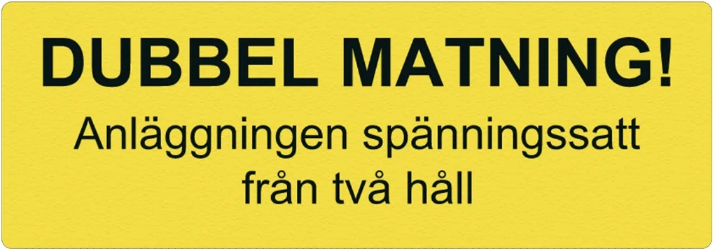 DUBBEL MATNING!
Anläggningen spänningssatt
från två håll